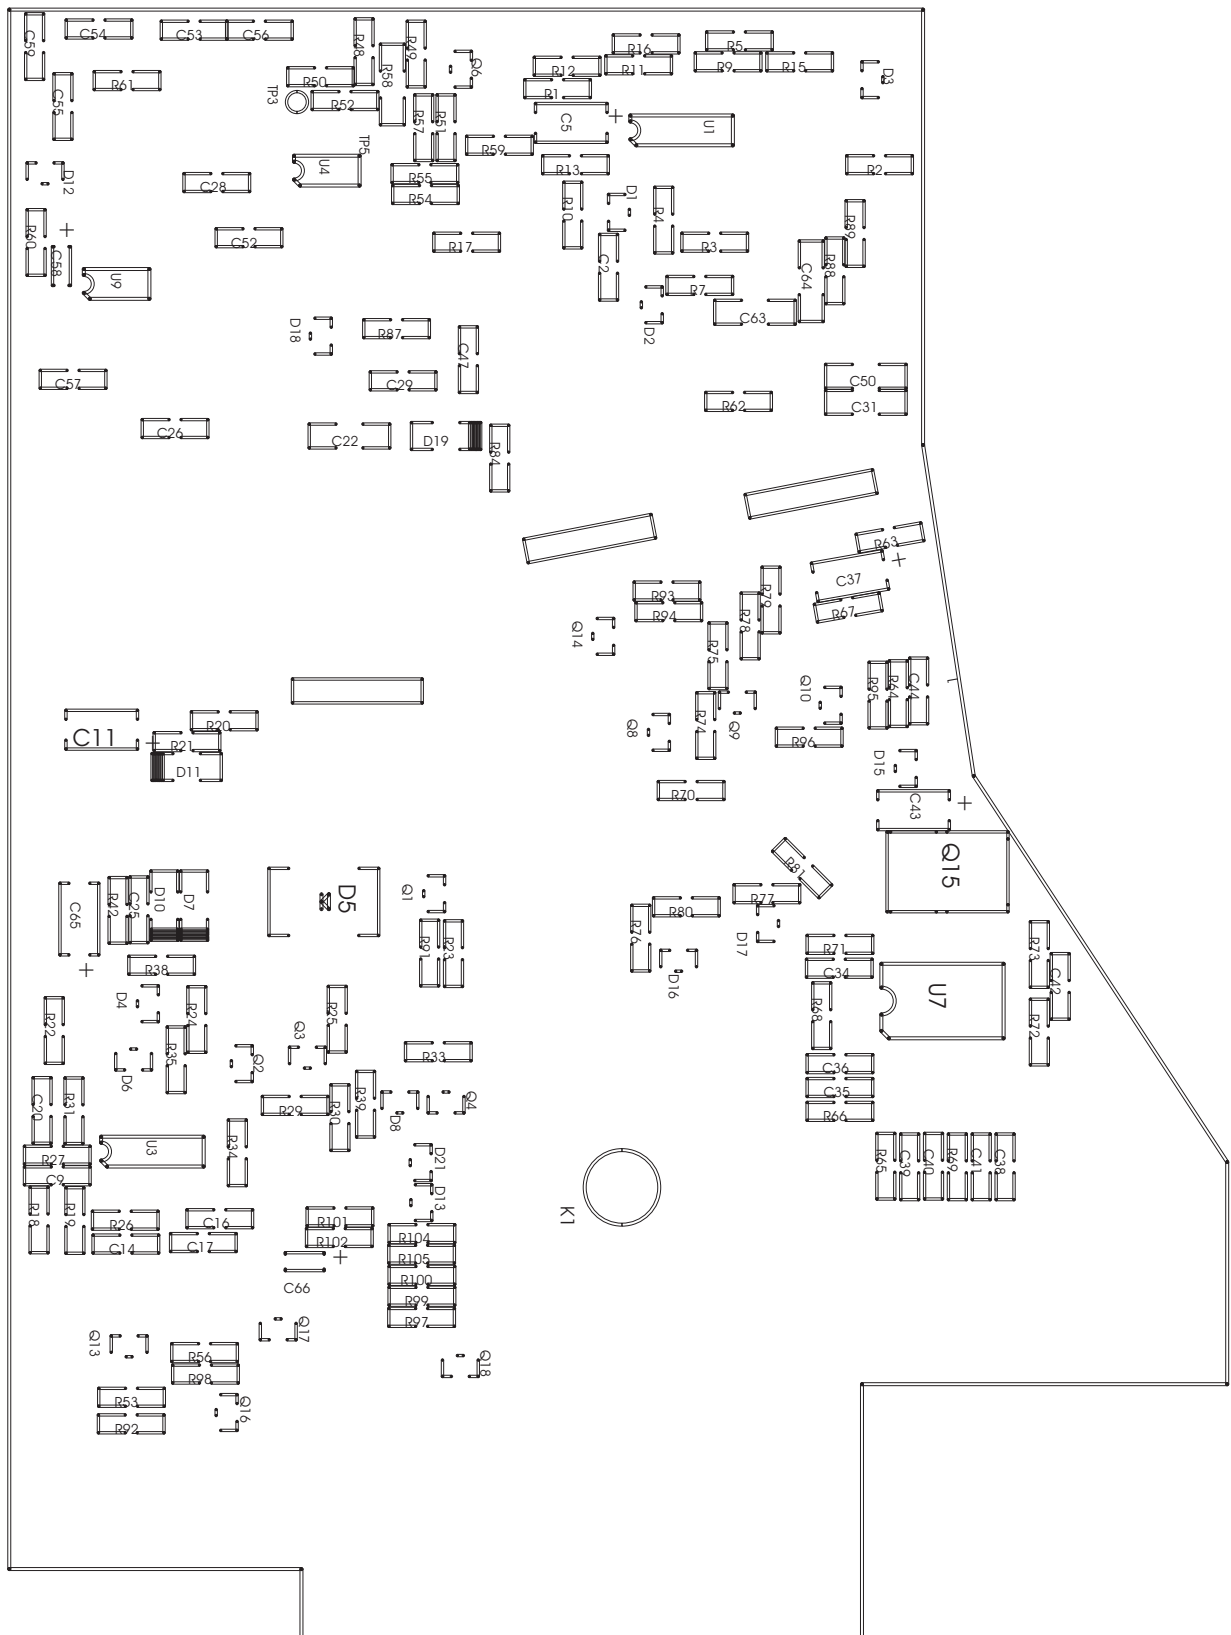 C59
C54
C53
C56
R48
R49
R58
Q6
R50
R52
TP3
R61
C55
R57
R51
R59
TP5
U4
R55
R54
D12
C28
R60
C58
U9
C52
R17
R16
R5
R12
R11
R9
R15
D3
R1
C5
+
U1
R13
R2
R10
D1
R4
R3
R89
C2
C64
R88
R7
D2
C63
+
D18
R87
C47
C57
C29
C26
C22
D19
R84
C50
C31
R62
R63
+
C37
R67
R93
R94
R79
R78
Q14
R75
Q10
R95
R64
C44
R74
Q9
Q8
R96
D15
R70
C43
+
Q15
C11
+
R20
R21
D11
R81
R77
R80
R76
D17
D16
R71
C34
U7
R73
C42
R72
R68
C36
C35
R66
C65
+
R42
C25
D10
D7
D5
Q1
R91
R23
R38
R22
D4
R24
R35
D6
Q2
Q3
R25
R33
C20
R31
R29
R30
R39
D8
Q4
U3
R34
R27
C9
D21
D13
R18
R19
R26
C14
C16
C17
R101
R102
+
C66
R104
R105
R100
R99
R97
K1
R65
C39
C40
R69
C41
C38
Q17
Q18
Q13
R56
R98
R53
R92
Q16